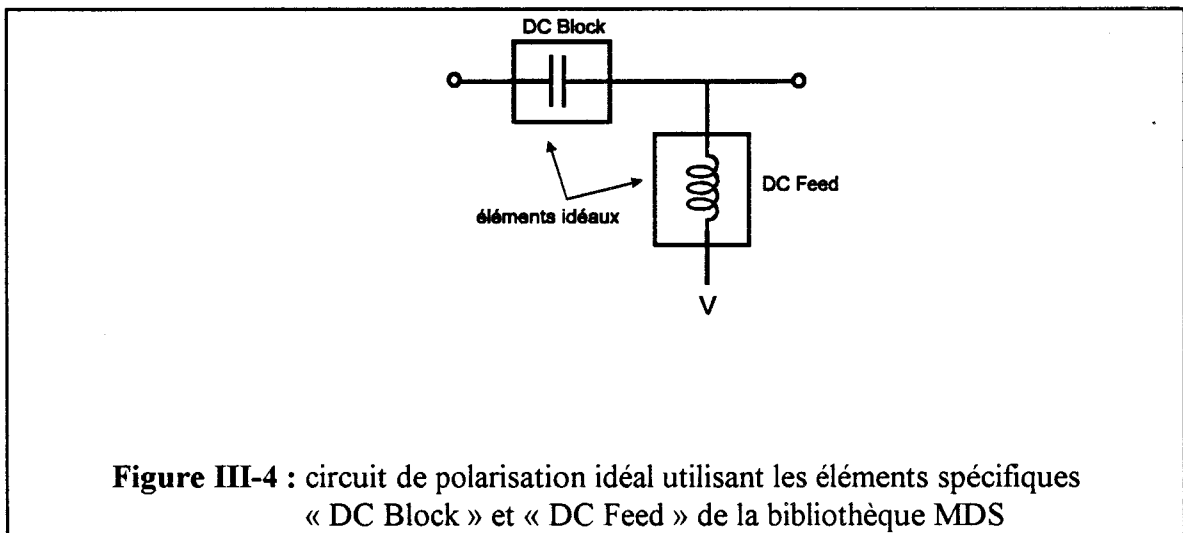 DC Block
DC Feed
éléments idéaux
V
Figure III-4 : circuit de polarisation idéal utilisant les éléments spécifiques
« DC Block » et « DC Feed » de la bibliothèque MDS